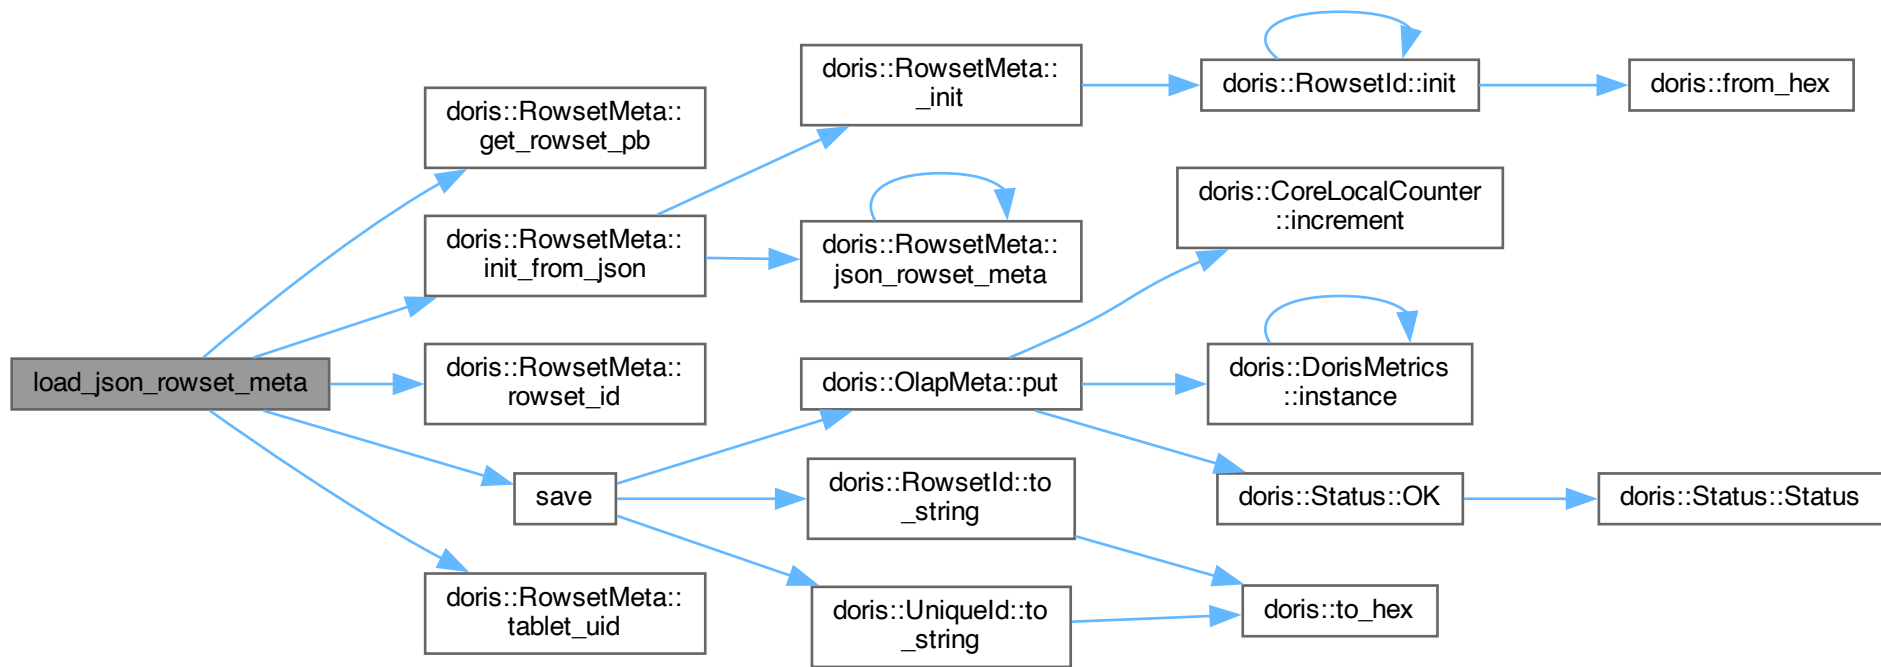 load_json_rowset_meta
doris::RowsetMeta::
get_rowset_pb
doris::RowsetMeta::
init_from_json
doris::RowsetMeta::
rowset_id
save
doris::RowsetMeta::
tablet_uid
doris::RowsetMeta::
_init
doris::RowsetMeta::
json_rowset_meta
doris::OlapMeta::put
doris::RowsetId::to
_string
doris::UniqueId::to
_string
doris::RowsetId::init
doris::CoreLocalCounter
::increment
doris::DorisMetrics
::instance
doris::Status::OK
doris::to_hex
doris::from_hex
doris::Status::Status